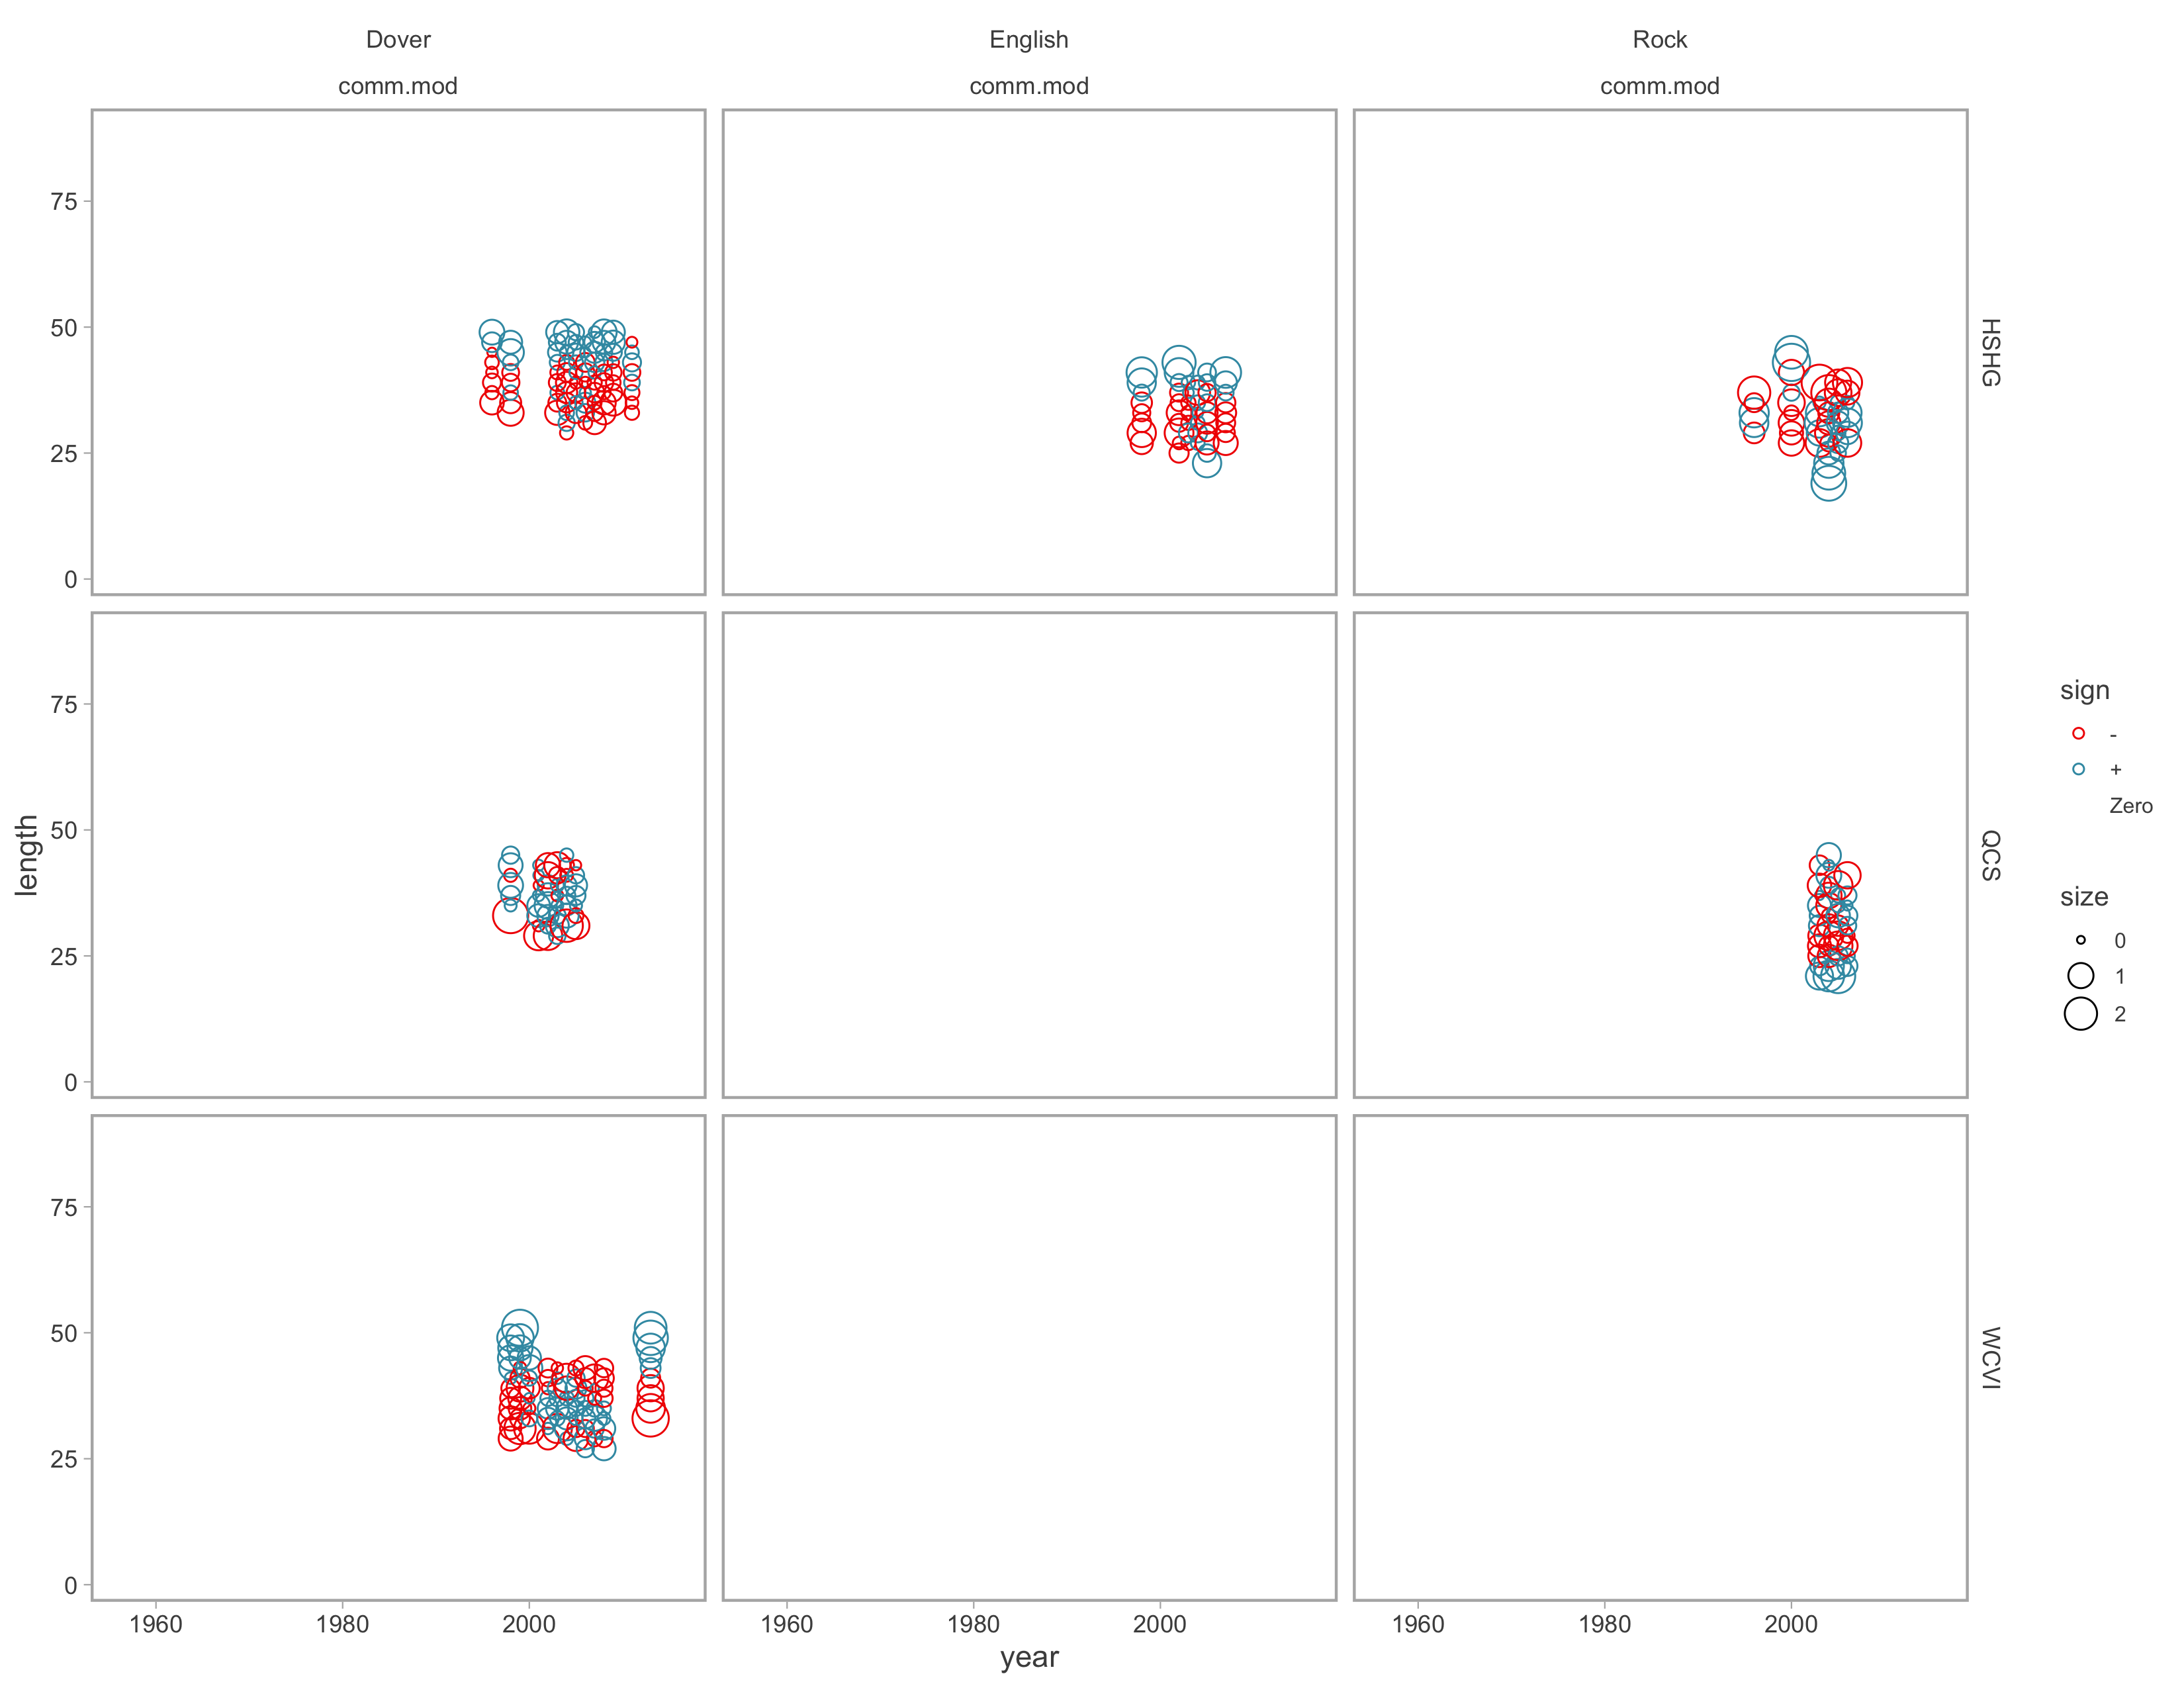 Dover English Rock
comm.mod comm.mod comm.mod
75
50
25
0
HSHG
75
50
25
0
QCS
75
50
25
0
WCVI
1960 1980 2000 1960 1980 2000 1960 1980 2000
year
length
sign
-
+
Zero
size
0
1
2